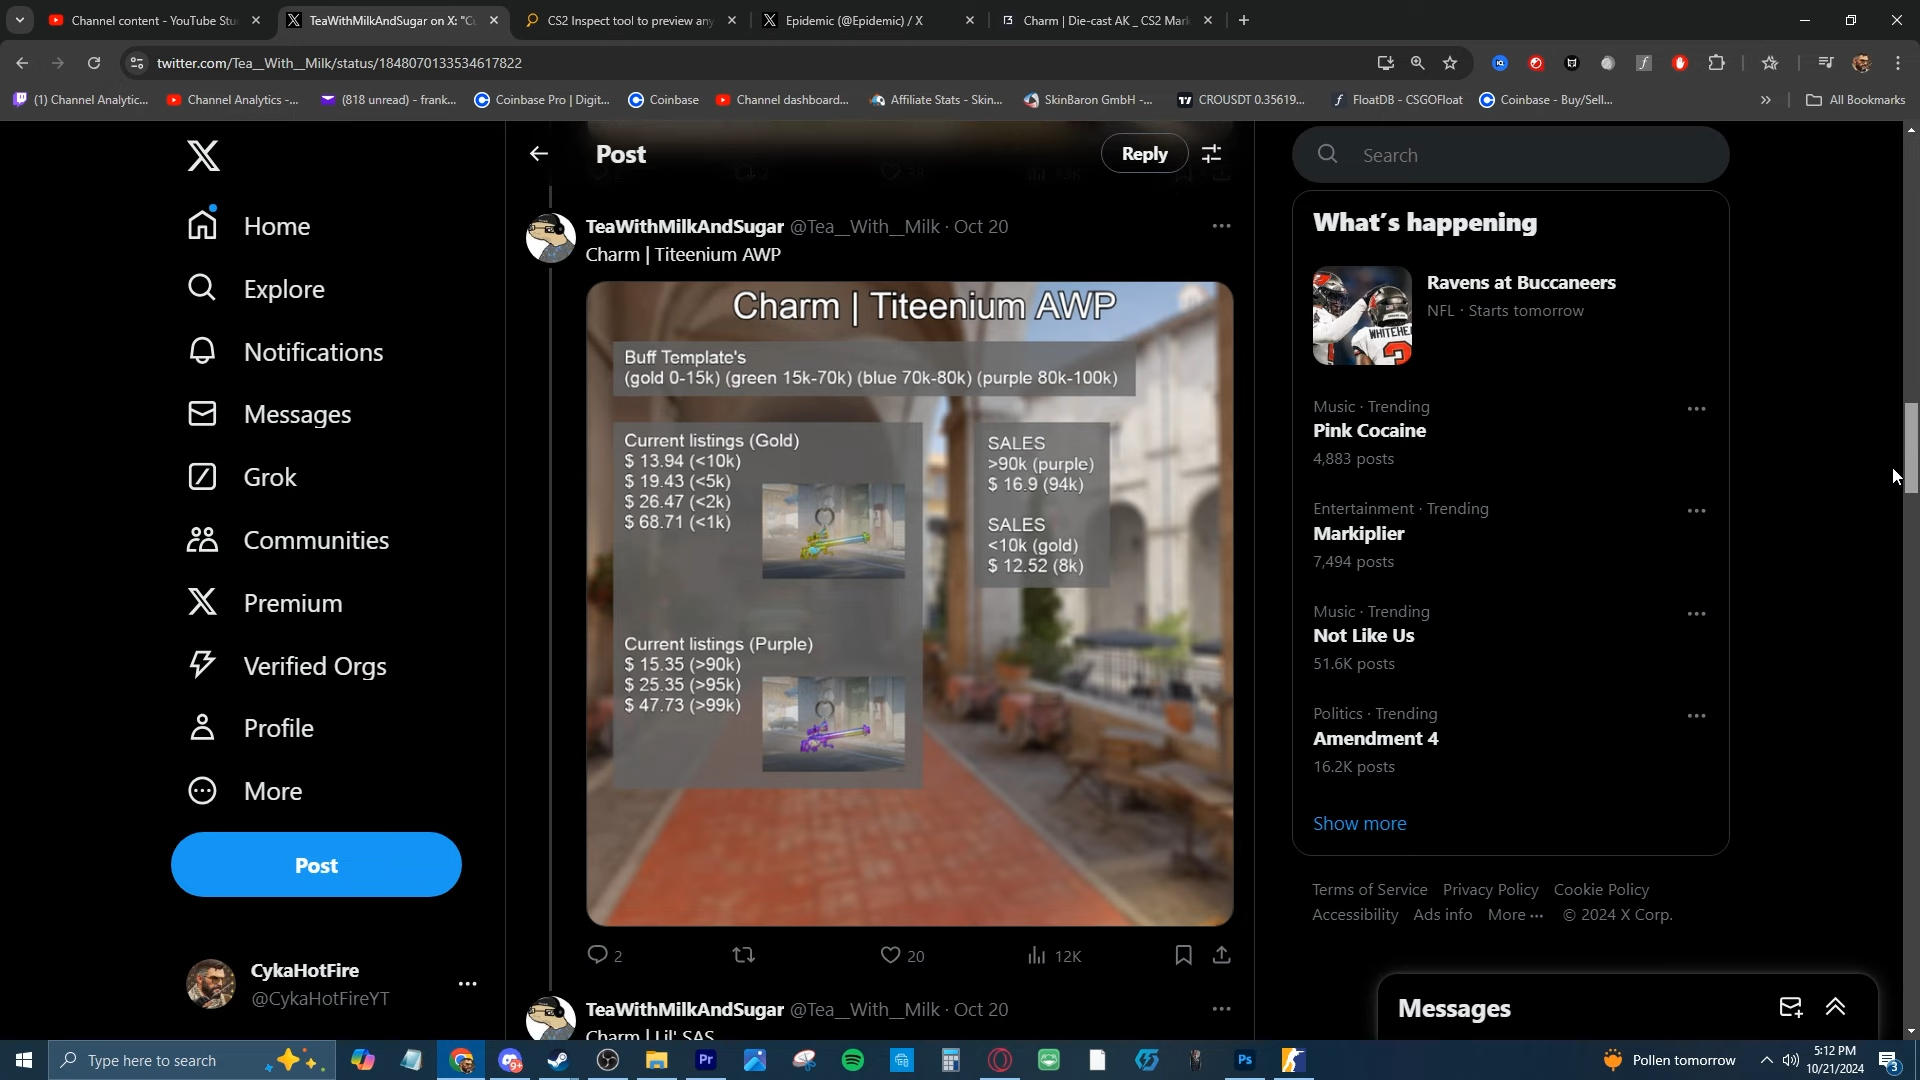 Channel content - YouTube Stu
TeaWithMilkAndSugar on X: "Cu
CS2 Inspect tool to preview any
Epidemic (@Epidemic) / X
Charm | Die-cast AK _ CS2 Mark
twitter.com/Tea__With__Milk/status/1848070133534617822
(1) Channel Analytic...
Channel Analytics -...
(818 unread) - frank...
Coinbase Pro | Digit...
Coinbase
Channel dashboard...
Affiliate Stats - Skin...
SkinBaron GmbH -...
CROUSDT 0.35619...
FloatDB - CSGOFloat
Coinbase - Buy/Sell...
All Bookmarks
Home
Explore
Notifications
Messages
Grok
Communities
Premium
Verified Orgs
Profile
More
Post
CykaHotFire
@CykaHotFireYT
Post
Reply
TeaWithMilkAndSugar @Tea__With__Milk · Oct 20
Charm | Titeenium AWP
Charm | Titeenium AWP
Buff Template's
(gold 0-15k) (green 15k-70k) (blue 70k-80k) (purple 80k-100k)
Current listings (Gold)
$ 13.94 (<10k)
$ 19.43 (<5k)
$ 26.47 (<2k)
$ 68.71 (<1k)
Current listings (Purple)
$ 15.35 (>90k)
$ 25.35 (>95k)
$ 47.73 (>99k)
SALES
>90k (purple)
$ 16.9 (94k)
SALES
<10k (gold)
$ 12.52 (8k)
2
20
12K
TeaWithMilkAndSugar @Tea__With__Milk · Oct 20
Charm | Lil' SAS
Search
What's happening
Ravens at Buccaneers
NFL · Starts tomorrow
Music · Trending
Pink Cocaine
4,883 posts
Entertainment · Trending
Markiplier
7,494 posts
Music · Trending
Not Like Us
51.6K posts
Politics · Trending
Amendment 4
16.2K posts
Show more
Terms of Service Privacy Policy Cookie Policy
Accessibility Ads info More ··· © 2024 X Corp.
Messages
Type here to search
Pollen tomorrow
5:12 PM
10/21/2024
3